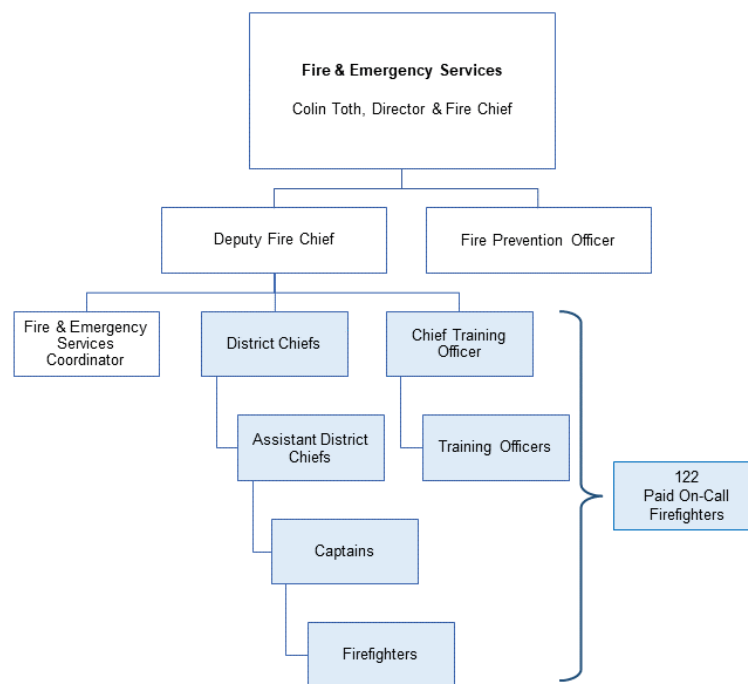 Fire & Emergency Services
Colin Toth, Director & Fire Chief
Deputy Fire Chief
Fire Prevention Officer
Fire & Emergency
Services
Coordinator
District Chiefs
Chief Training
Officer
Assistant District
Chiefs
Training Officers
122
Paid On-Call
Firefighters
Captains
Firefighters